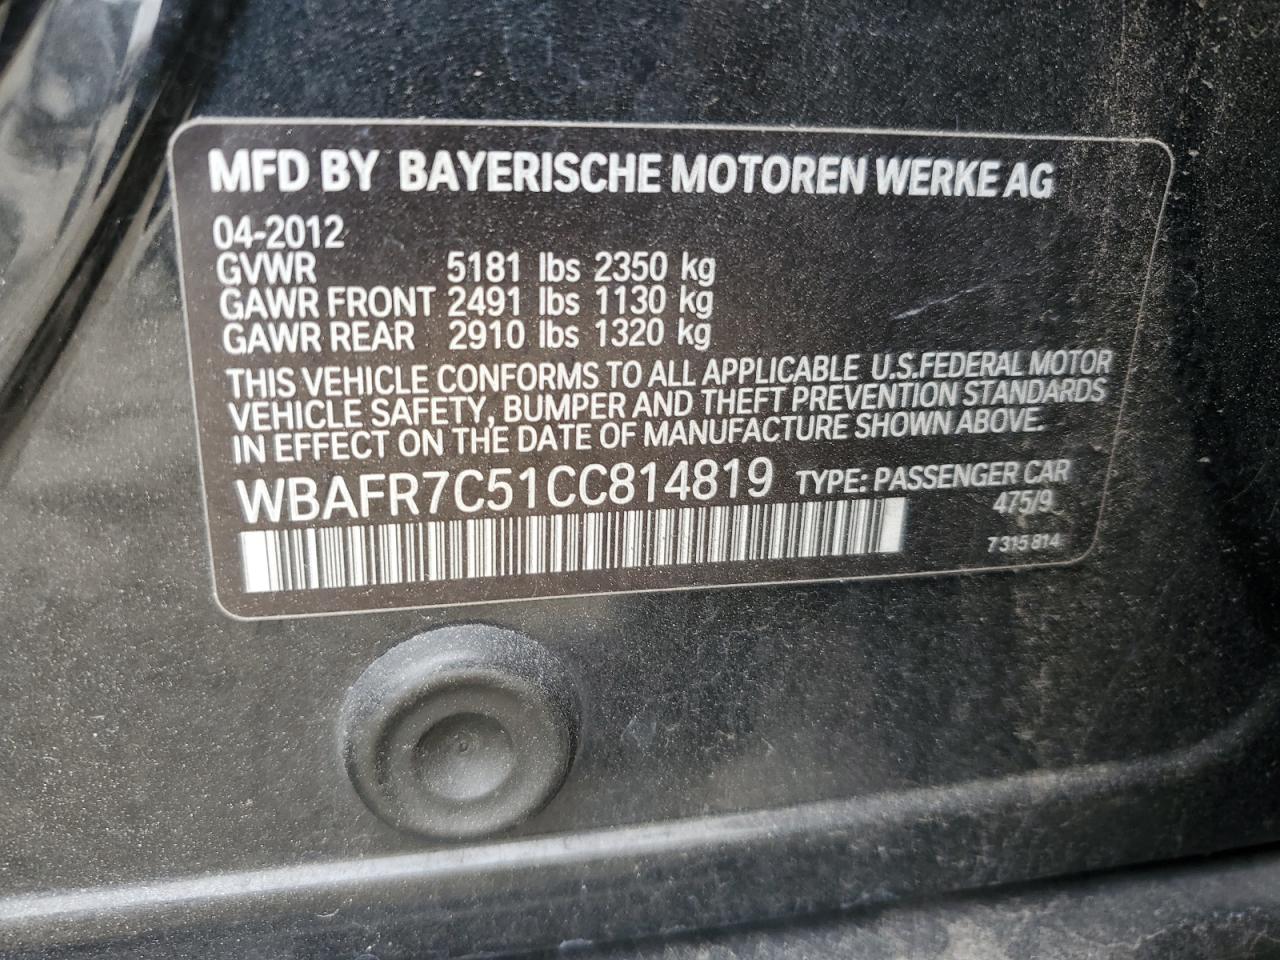 MFD BY BAYERISCHE MOTOREN WERKE AG
04-2012
GVWR 5181 lbs 2350 kg
GAWR FRONT 2491 lbs 1130 kg
GAWR REAR 2910 lbs 1320 kg
THIS VEHICLE CONFORMS TO ALL APPLICABLE U.S.FEDERAL MOTOR
VEHICLE SAFETY, BUMPER AND THEFT PREVENTION STANDARDS
IN EFFECT ON THE DATE OF MANUFACTURE SHOWN ABOVE.
WBAFR7C51CC814819 TYPE: PASSENGER CAR
475/9
7 315 814